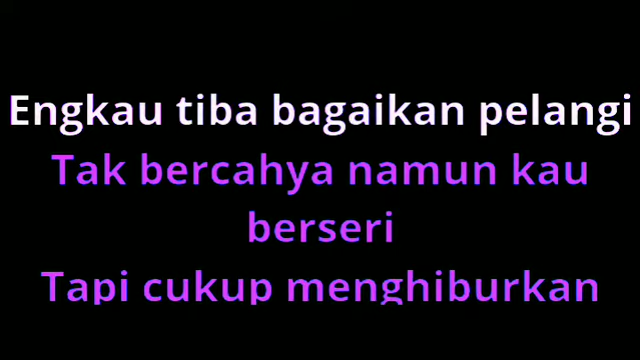 Engkau tiba bagaikan pelangi
Tak bercahya namun kau
berseri
Tapi cukup menghiburkan